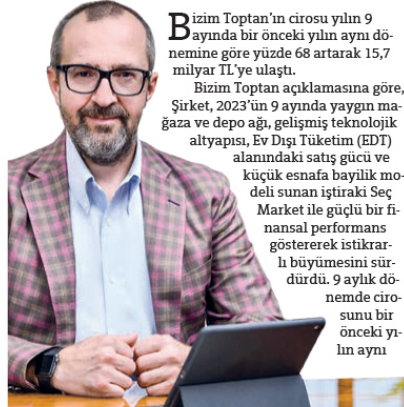 Bizim Toptan'ın cirosu yılın 9
ayında bir önceki yılın aynı dö-
nemine göre yüzde 68 artarak 15,7
milyar TL'ye ulaştı.
Bizim Toptan açıklamasına göre,
Şirket, 2023'ün 9 ayında yaygın ma-
ğaza ve depo ağı, gelişmiş teknolojik
altyapısı, Ev Dışı Tüketim (EDT)
alanındaki satış gücü ve
küçük esnafa bayilik mo-
deli sunan iştiraki Seç
Market ile güçlü bir fi-
nansal performans
göstererek istikrar-
lı büyümesini sür-
dürdü. 9 aylık dö-
nemde ciro-
sunu bir
önceki yı-
lın aynı